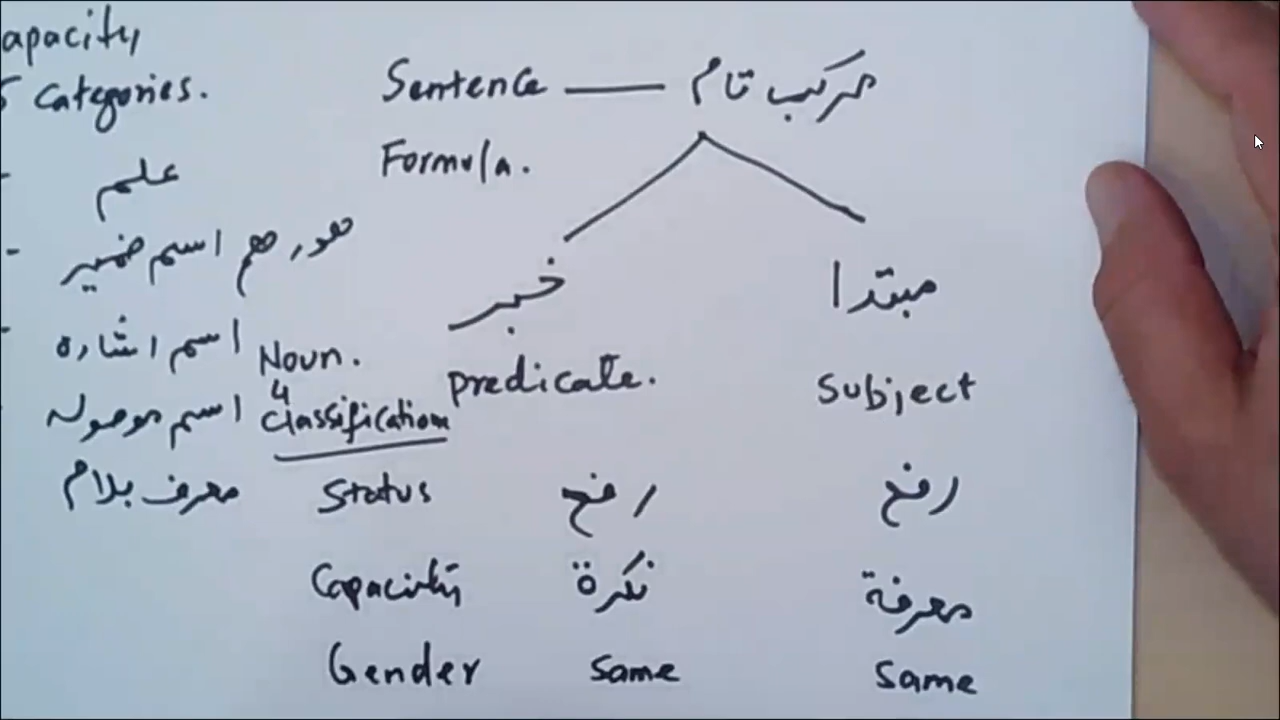 apacity
5 categories.
علم
هو، هم اسم ضمير
اسم اشاره
اسم موصوله
معرف بلام
Sentence — مركب تام
Formula.
خبر مبتدا
predicate. Subject
Noun.
4
classification
Status رفع رفع
Capacity نكرة معرفة
Gender Same Same